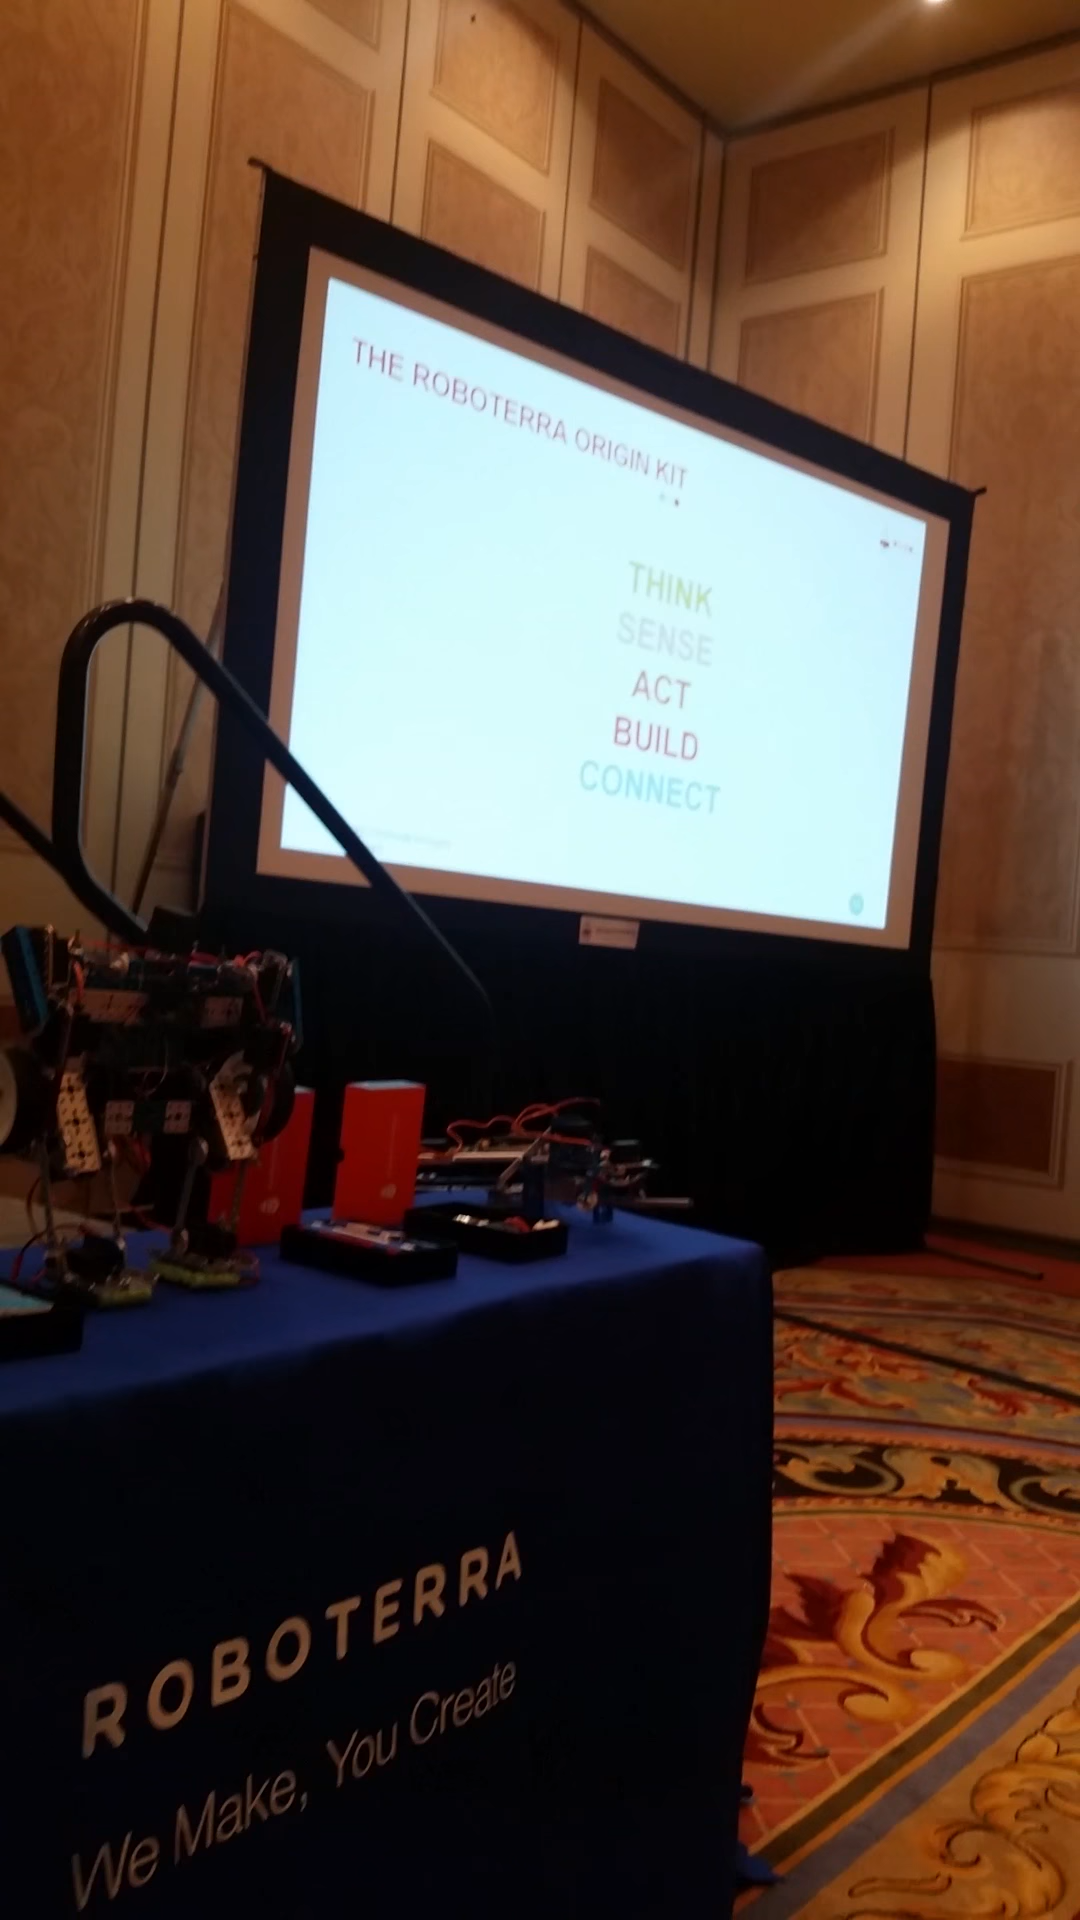 THE ROBOTERRA ORIGIN KIT
THINK
SENSE
ACT
BUILD
CONNECT
ROBOTERRA
We Make, You Create